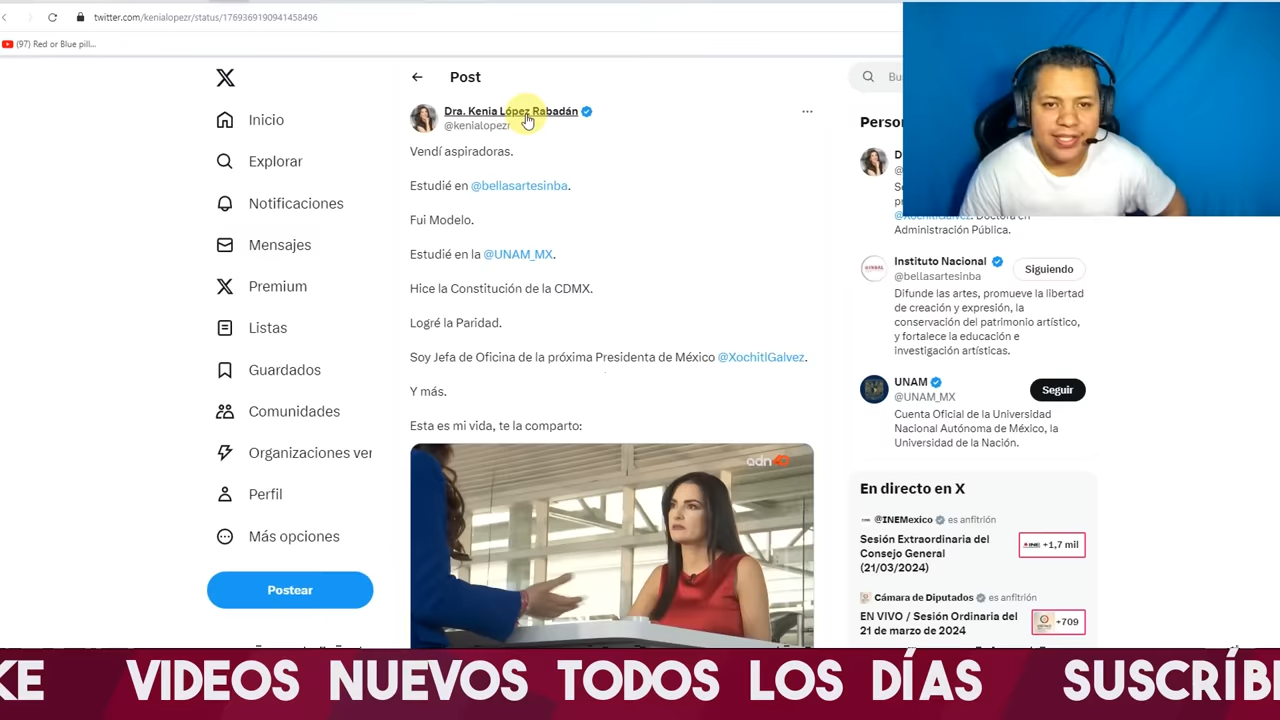 twitter.com/kenialopezr/status/1769369190941458496
(97) Red or Blue pill...
Inicio
Explorar
Notificaciones
Mensajes
Premium
Listas
Guardados
Comunidades
Organizaciones ver
Perfil
Más opciones
Postear
Post
Dra. Kenia López Rabadán
@kenialopezr
Vendí aspiradoras.
Estudié en @bellasartesinba.
Fui Modelo.
Estudié en la @UNAM_MX.
Hice la Constitución de la CDMX.
Logré la Paridad.
Soy Jefa de Oficina de la próxima Presidenta de México @XochitlGalvez.
Y más.
Esta es mi vida, te la comparto:
adn40
Bus
Person
D
@
Se
pr
@XochitlGalvez. Doctora en
Administración Pública.
Instituto Nacional
@bellasartesinba
Siguiendo
Difunde las artes, promueve la libertad
de creación y expresión, la
conservación del patrimonio artístico,
y fortalece la educación e
investigación artísticas.
UNAM
@UNAM_MX
Seguir
Cuenta Oficial de la Universidad
Nacional Autónoma de México, la
Universidad de la Nación.
En directo en X
@INEMexico es anfitrión
Sesión Extraordinaria del
Consejo General
(21/03/2024)
INE +1,7 mil
Cámara de Diputados es anfitrión
EN VIVO / Sesión Ordinaria del
21 de marzo de 2024
+709
KE VIDEOS NUEVOS TODOS LOS DÍAS SUSCRÍB